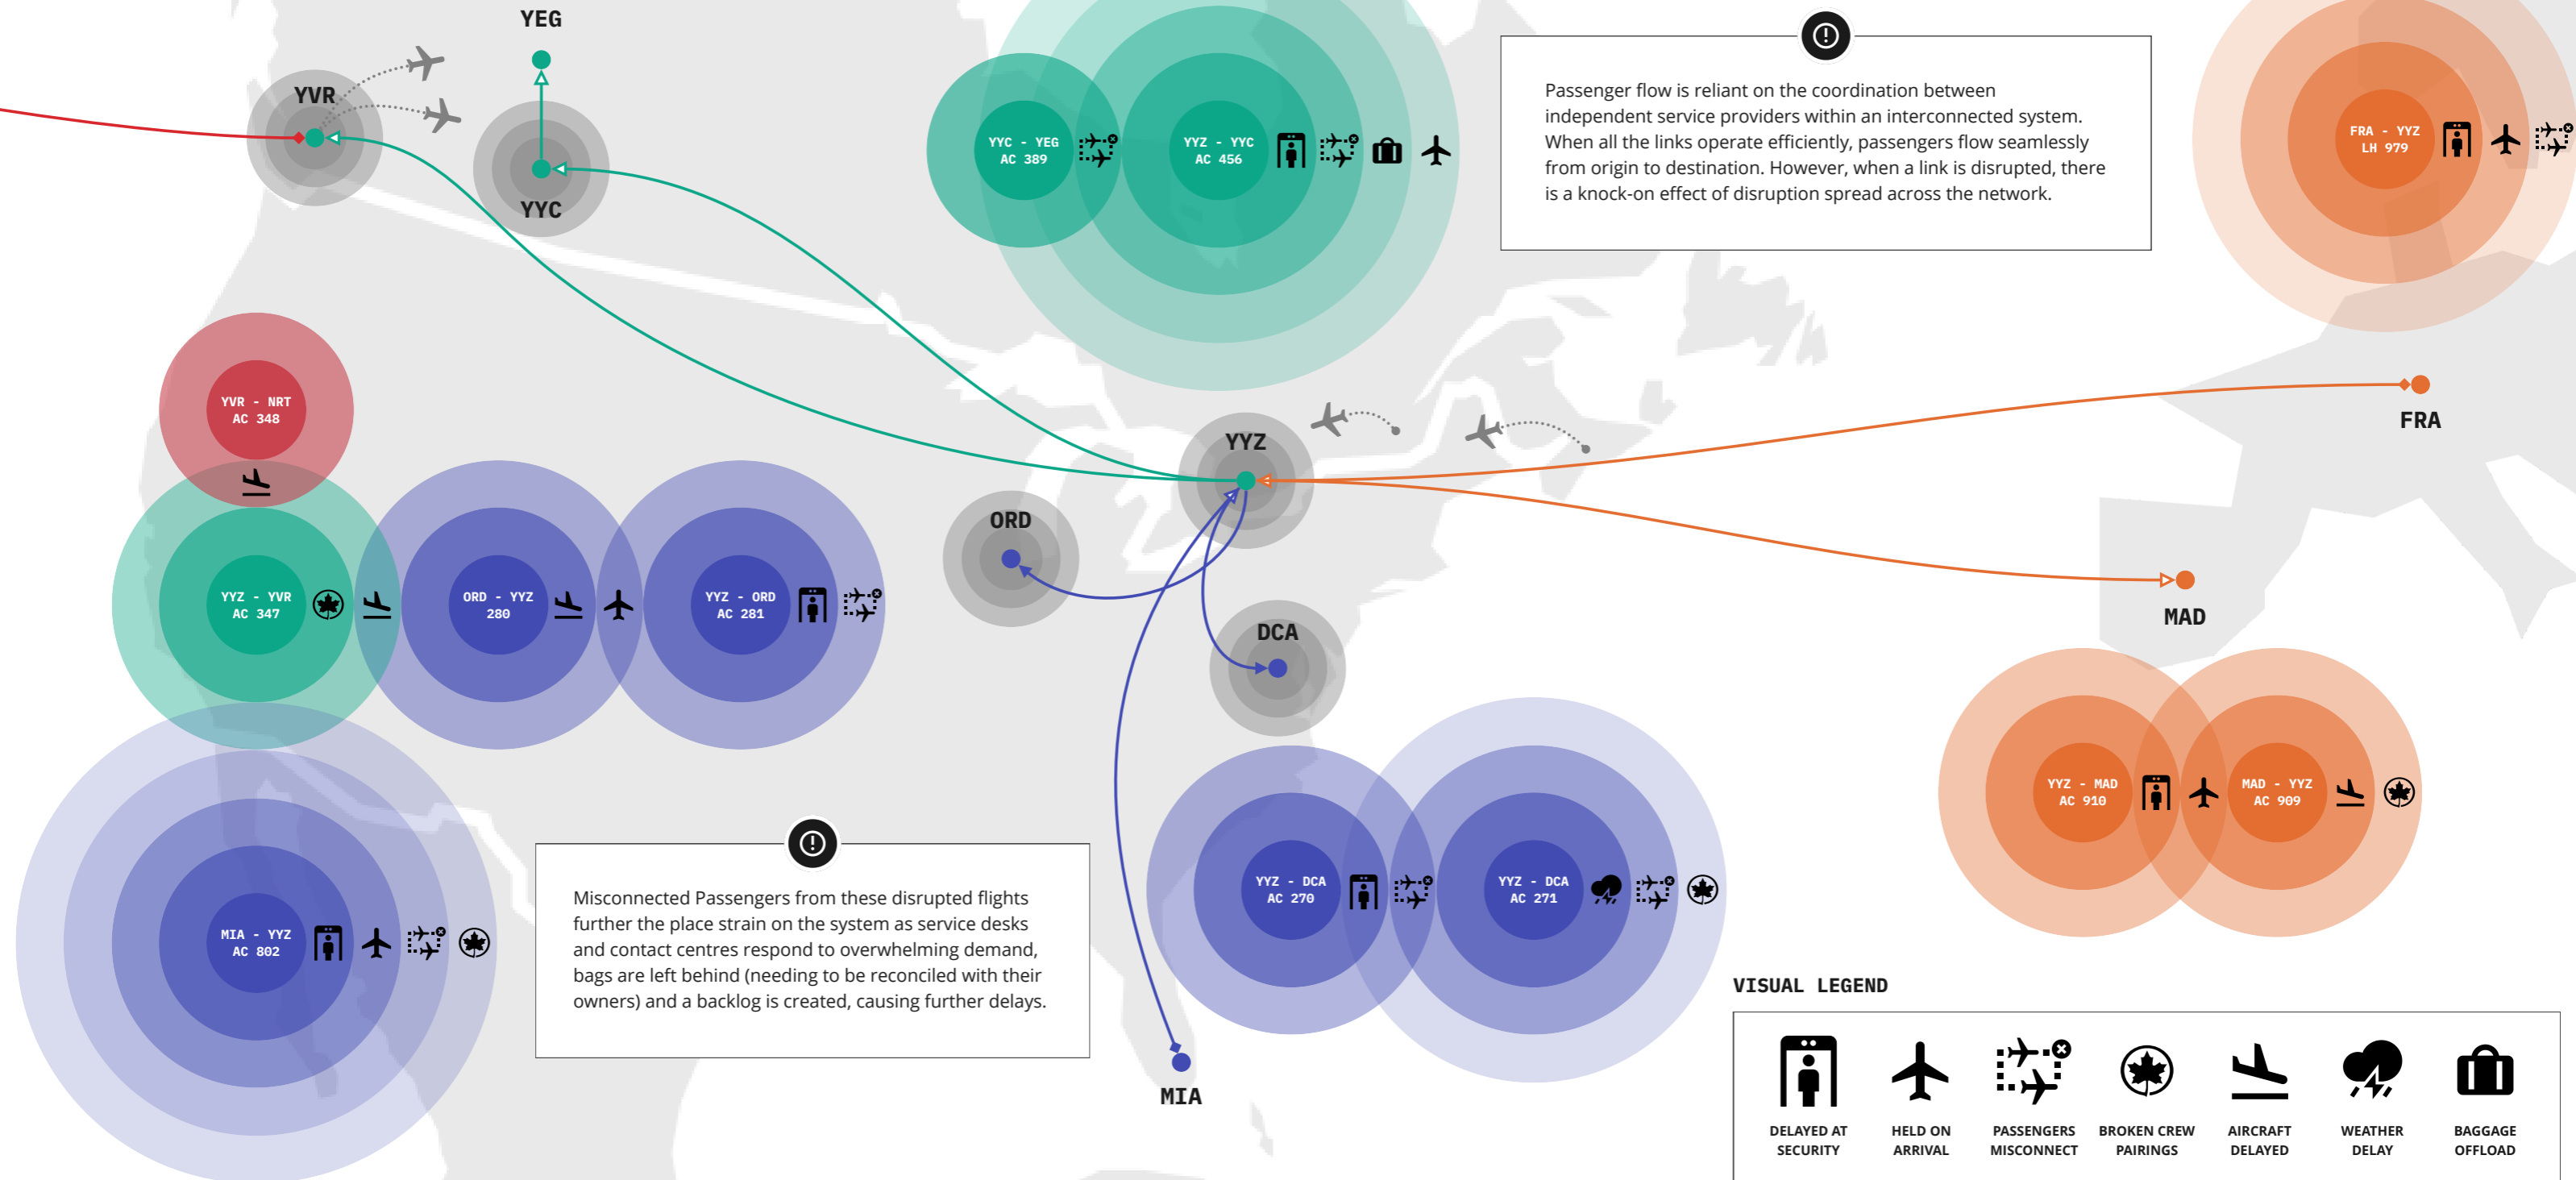 YEG
YVR
YYC
YYC - YEG
AC 389
YYZ - YYC
AC 456
Passenger flow is reliant on the coordination between
independent service providers within an interconnected system.
When all the links operate efficiently, passengers flow seamlessly
from origin to destination. However, when a link is disrupted, there
is a knock-on effect of disruption spread across the network.
FRA - YYZ
LH 979
YVR - NRT
AC 348
YYZ
FRA
ORD
YYZ - YVR
AC 347
ORD - YYZ
280
YYZ - ORD
AC 281
DCA
MAD
YYZ - MAD
AC 910
MAD - YYZ
AC 909
YYZ - DCA
AC 270
YYZ - DCA
AC 271
MIA - YYZ
AC 802
Misconnected Passengers from these disrupted flights
further the place strain on the system as service desks
and contact centres respond to overwhelming demand,
bags are left behind (needing to be reconciled with their
owners) and a backlog is created, causing further delays.
MIA
VISUAL LEGEND
DELAYED AT
SECURITY
HELD ON
ARRIVAL
PASSENGERS
MISCONNECT
BROKEN CREW
PAIRINGS
AIRCRAFT
DELAYED
WEATHER
DELAY
BAGGAGE
OFFLOAD